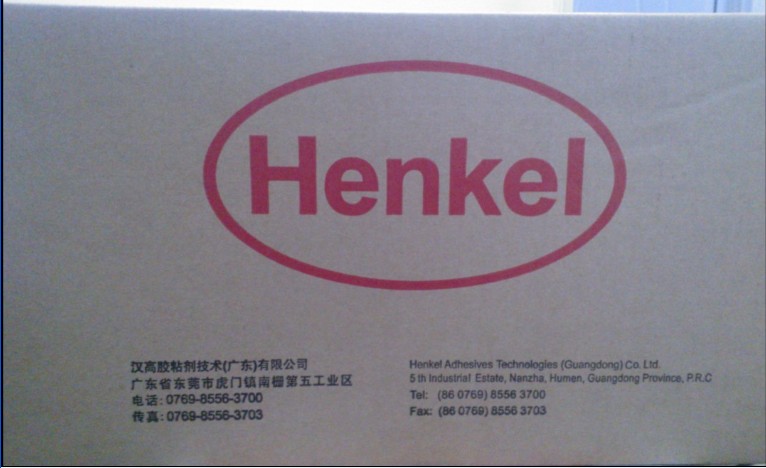 Henkel
汉高胶粘剂技术(广东)有限公司
广东省东莞市虎门镇南栅第五工业区
电话: 0769-8556-3700
传真: 0769-8556-3703
Henkel Adhesives Technologies (Guangdong) Co. Ltd.
5 th Industrial Estate, Nanzha, Humen, Guangdong Province, P.R.C
Tel: (86 0769) 8556 3700
Fax: (86 0769) 8556 3703